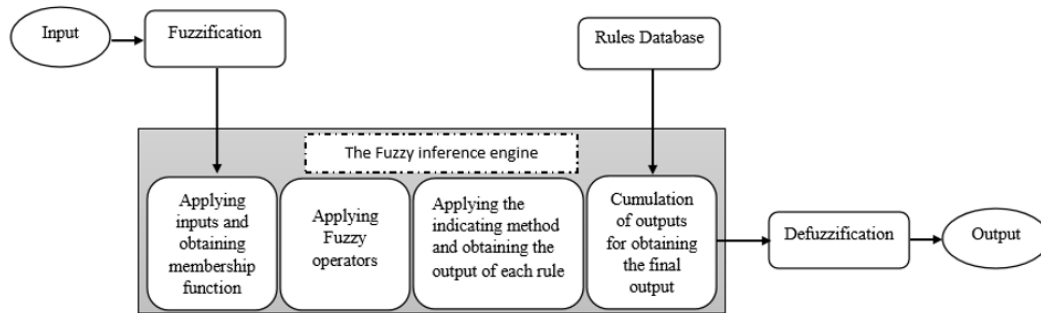 Input
Fuzzification
Rules Database
The Fuzzy inference engine
Applying
inputs and
obtaining
membership
function
Applying
Fuzzy
operators
Applying the
indicating method
and obtaining the
output of each rule
Cumulation
of outputs
for obtaining
the final
output
Defuzzification
Output